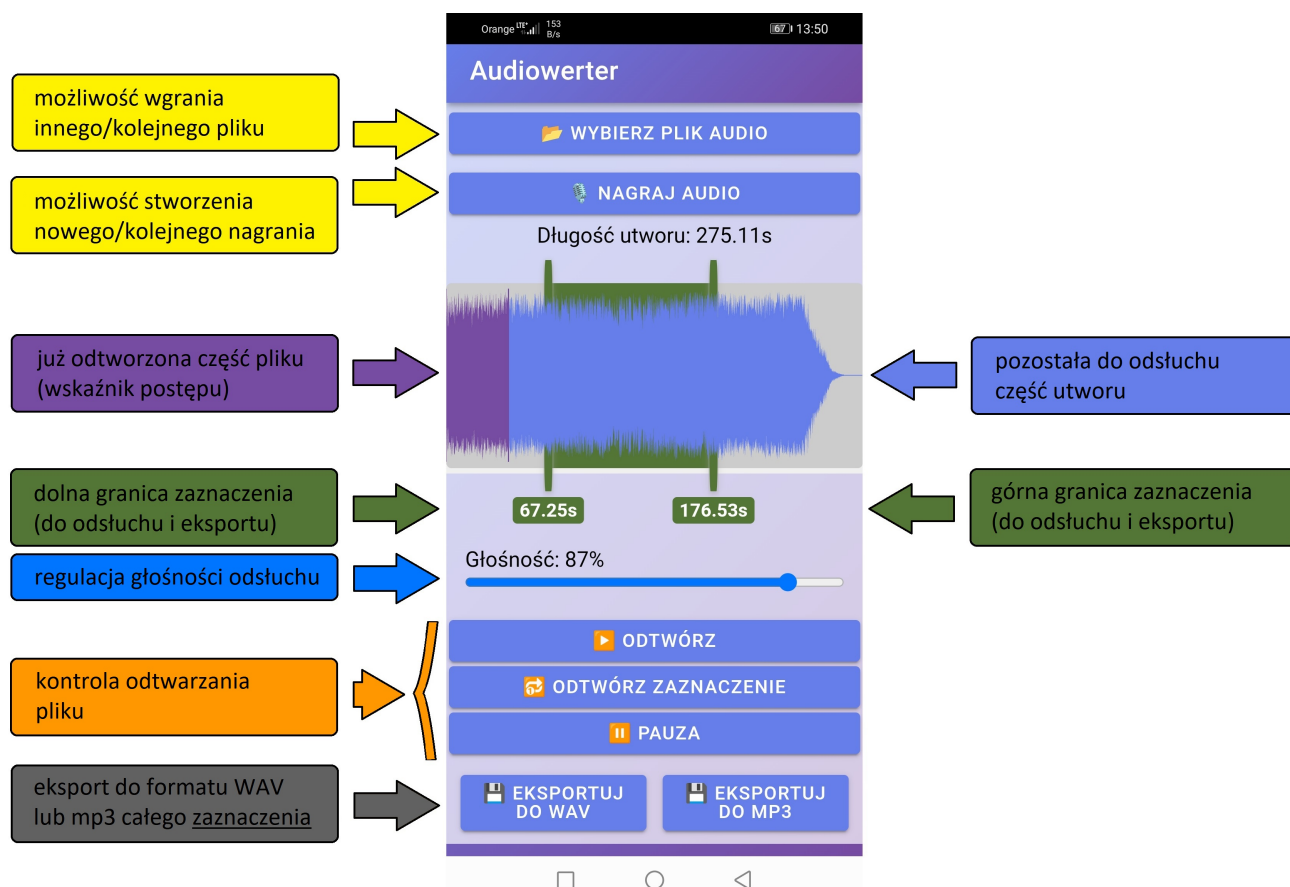 Orange LTE+ 153 B/s 67 13:50
Audiowerter
możliwość wgrania
innego/kolejnego pliku
📂 WYBIERZ PLIK AUDIO
możliwość stworzenia
nowego/kolejnego nagrania
🎙️ NAGRAJ AUDIO
Długość utworu: 275.11s
już odtworzona część pliku
(wskaźnik postępu)
pozostała do odsłuchu
część utworu
dolna granica zaznaczenia
(do odsłuchu i eksportu)
67.25s 176.53s
górna granica zaznaczenia
(do odsłuchu i eksportu)
regulacja głośności odsłuchu
Głośność: 87%
kontrola odtwarzania
pliku
▶️ ODTWÓRZ
🔂 ODTWÓRZ ZAZNACZENIE
⏸️ PAUZA
eksport do formatu WAV
lub mp3 całego zaznaczenia
💾 EKSPORTUJ
DO WAV
💾 EKSPORTUJ
DO MP3